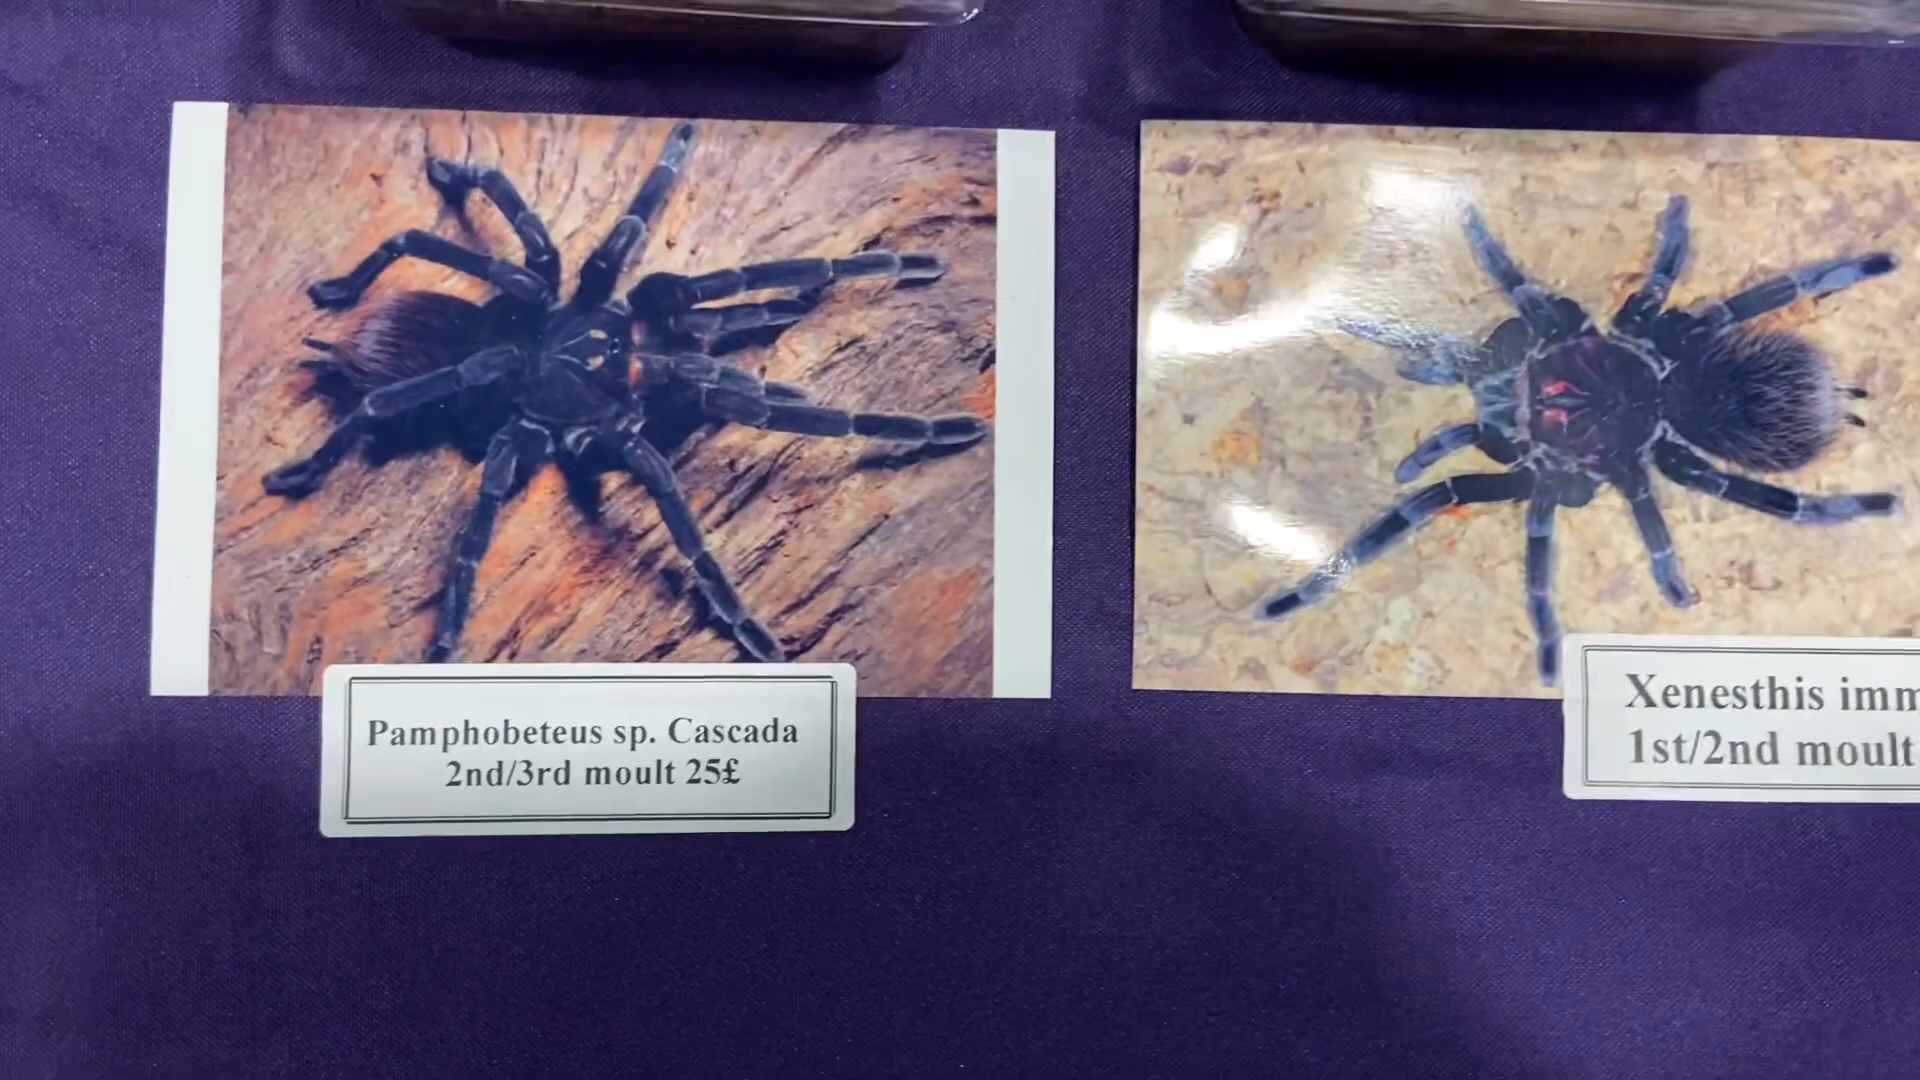 Pamphobeteus sp. Cascada
2nd/3rd moult 25£
Xenesthis imm
1st/2nd moult